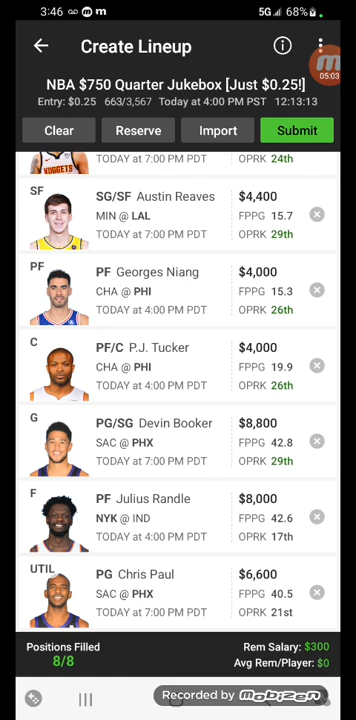 3:46
5G 68%
Create Lineup
05:03
NBA $750 Quarter Jukebox [Just $0.25!]
Entry: $0.25 663/3,567 Today at 4:00 PM PST 12:13:13
Clear Reserve Import Submit
NUGGETS
TODAY at 7:00 PM PDT OPRK 24th
SF SG/SF Austin Reaves $4,400
MIN @ LAL FPPG 15.7
TODAY at 7:00 PM PDT OPRK 29th
PF PF Georges Niang $4,000
CHA @ PHI FPPG 15.3
TODAY at 4:00 PM PDT OPRK 26th
C PF/C P.J. Tucker $4,000
CHA @ PHI FPPG 19.9
TODAY at 4:00 PM PDT OPRK 26th
G PG/SG Devin Booker $8,800
SAC @ PHX FPPG 42.8
TODAY at 7:00 PM PDT OPRK 29th
F PF Julius Randle $8,000
NYK @ IND FPPG 42.6
TODAY at 4:00 PM PDT OPRK 17th
UTIL PG Chris Paul $6,600
SAC @ PHX FPPG 40.5
TODAY at 7:00 PM PDT OPRK 21st
Positions Filled Rem Salary: $300
8/8 Avg Rem/Player: $0
Recorded by mobizen